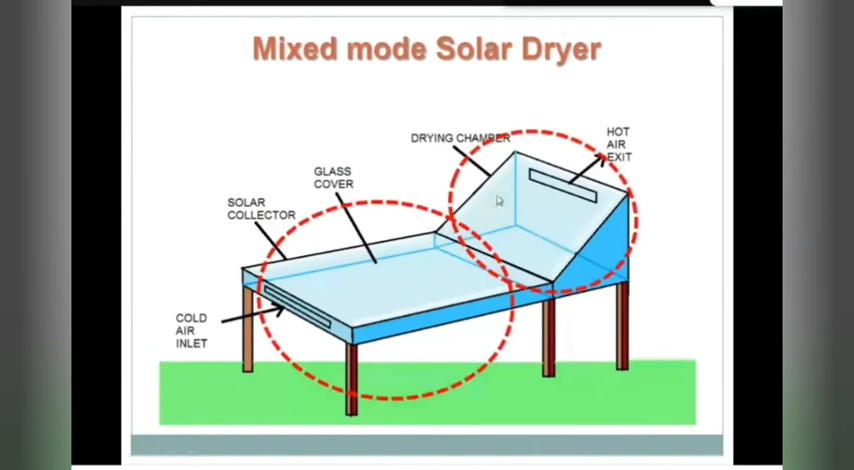 Mixed mode Solar Dryer
DRYING CHAMBER
HOT
AIR
EXIT
GLASS
COVER
SOLAR
COLLECTOR
COLD
AIR
INLET